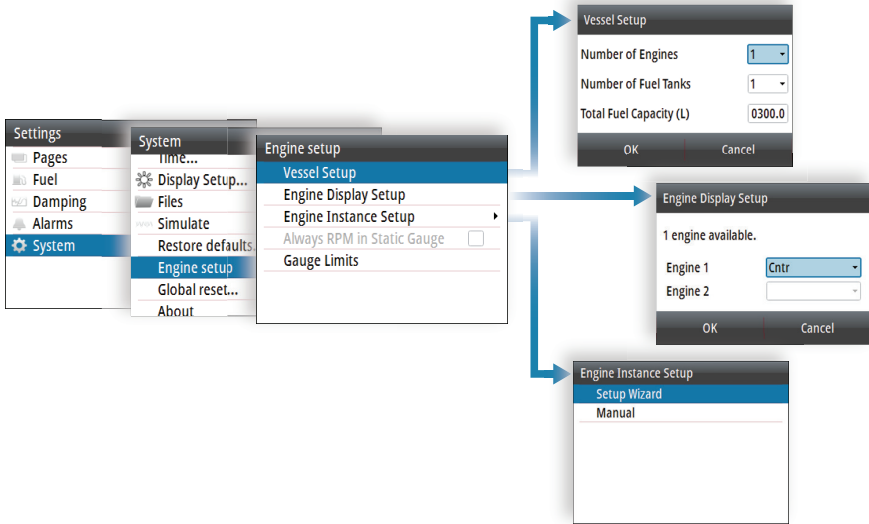 Settings
Pages
Fuel
Damping
Alarms
System
System
Time...
Display Setup...
Files
Simulate
Restore defaults.
Engine setup
Global reset...
About
Engine setup
Vessel Setup
Engine Display Setup
Engine Instance Setup
Always RPM in Static Gauge
Gauge Limits
Vessel Setup
Number of Engines 1
Number of Fuel Tanks 1
Total Fuel Capacity (L) 0300.0
OK Cancel
Engine Display Setup
1 engine available.
Engine 1 Cntr
Engine 2
OK Cancel
Engine Instance Setup
Setup Wizard
Manual